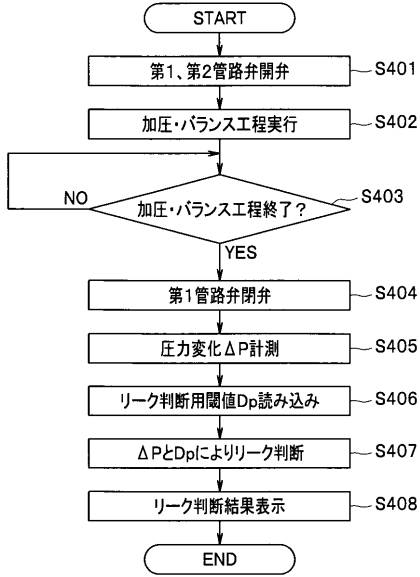 START
第1、第2管路弁開弁
S401
加圧・バランス工程実行
S402
加圧・バランス工程終了？
S403
NO
YES
第1管路弁閉弁
S404
圧力変化ΔP計測
S405
リーク判断用閾値Dp読み込み
S406
ΔPとDpによりリーク判断
S407
リーク判断結果表示
S408
END